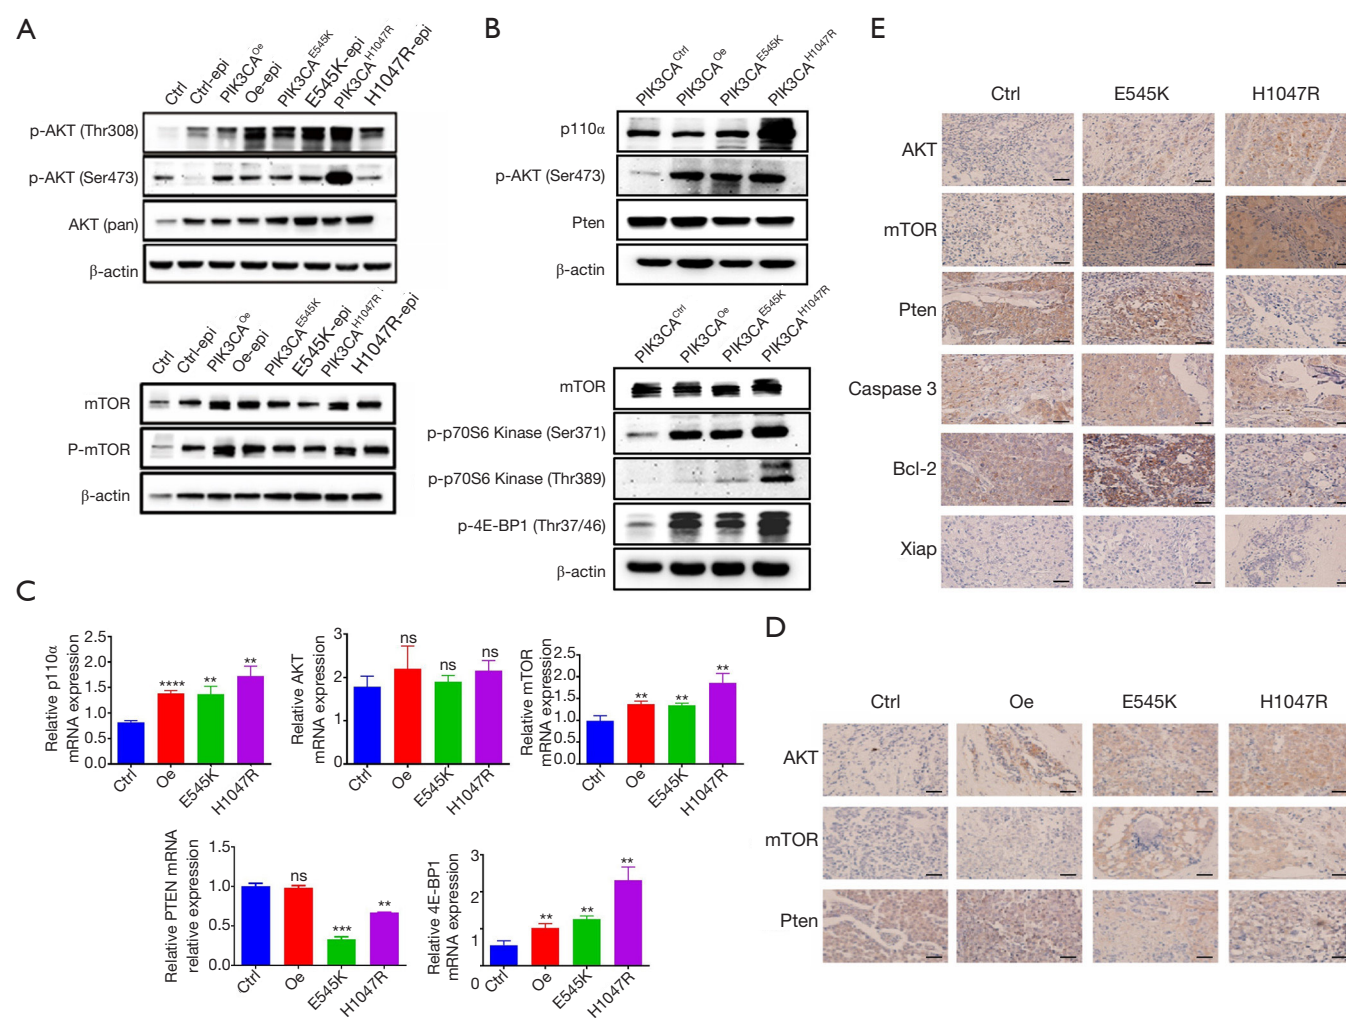 A
Ctrl
Ctrl-epi
PIK3CA^Oe
Oe-epi
PIK3CA^E545K
E545K-epi
PIK3CA^H1047R
H1047R-epi
p-AKT (Thr308)
p-AKT (Ser473)
AKT (pan)
β-actin
Ctrl
Ctrl-epi
PIK3CA^Oe
Oe-epi
PIK3CA^E545K
E545K-epi
PIK3CA^H1047R
H1047R-epi
mTOR
P-mTOR
β-actin
B
PIK3CA^Ctrl
PIK3CA^Oe
PIK3CA^E545K
PIK3CA^H1047R
p110α
p-AKT (Ser473)
Pten
β-actin
PIK3CA^Ctrl
PIK3CA^Oe
PIK3CA^E545K
PIK3CA^H1047R
mTOR
p-p70S6 Kinase (Ser371)
p-p70S6 Kinase (Thr389)
p-4E-BP1 (Thr37/46)
β-actin
C
Relative p110α
mRNA expression
2.5
2.0
1.5
1.0
0.5
0.0
****
**
**
Ctrl
Oe
E545K
H1047R
Relative AKT
mRNA expression
3
2
1
0
ns
ns
ns
Ctrl
Oe
E545K
H1047R
Relative mTOR
mRNA expression
2.5
2.0
1.5
1.0
0.5
0.0
**
**
**
Ctrl
Oe
E545K
H1047R
Relative PTEN mRNA
relative expression
1.5
1.0
0.5
0.0
ns
***
**
Ctrl
Oe
E545K
H1047R
Relative 4E-BP1
mRNA expression
3
2
1
0
**
**
**
Ctrl
Oe
E545K
H1047R
D
Ctrl
Oe
E545K
H1047R
AKT
mTOR
Pten
E
Ctrl
E545K
H1047R
AKT
mTOR
Pten
Caspase 3
Bcl-2
Xiap